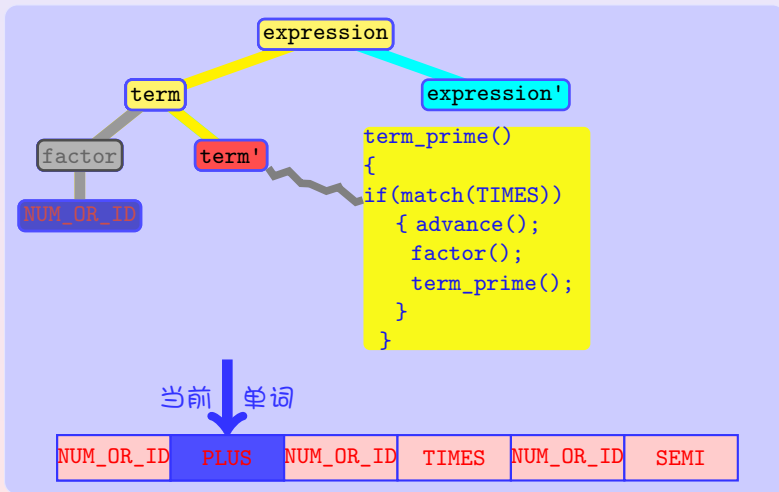 expression
term
expression'
factor
term'
NUM_OR_ID
term_prime()
{
if(match(TIMES))
{ advance();
factor();
term_prime();
}
}
当前 单词
NUM_OR_ID PLUS NUM_OR_ID TIMES NUM_OR_ID SEMI